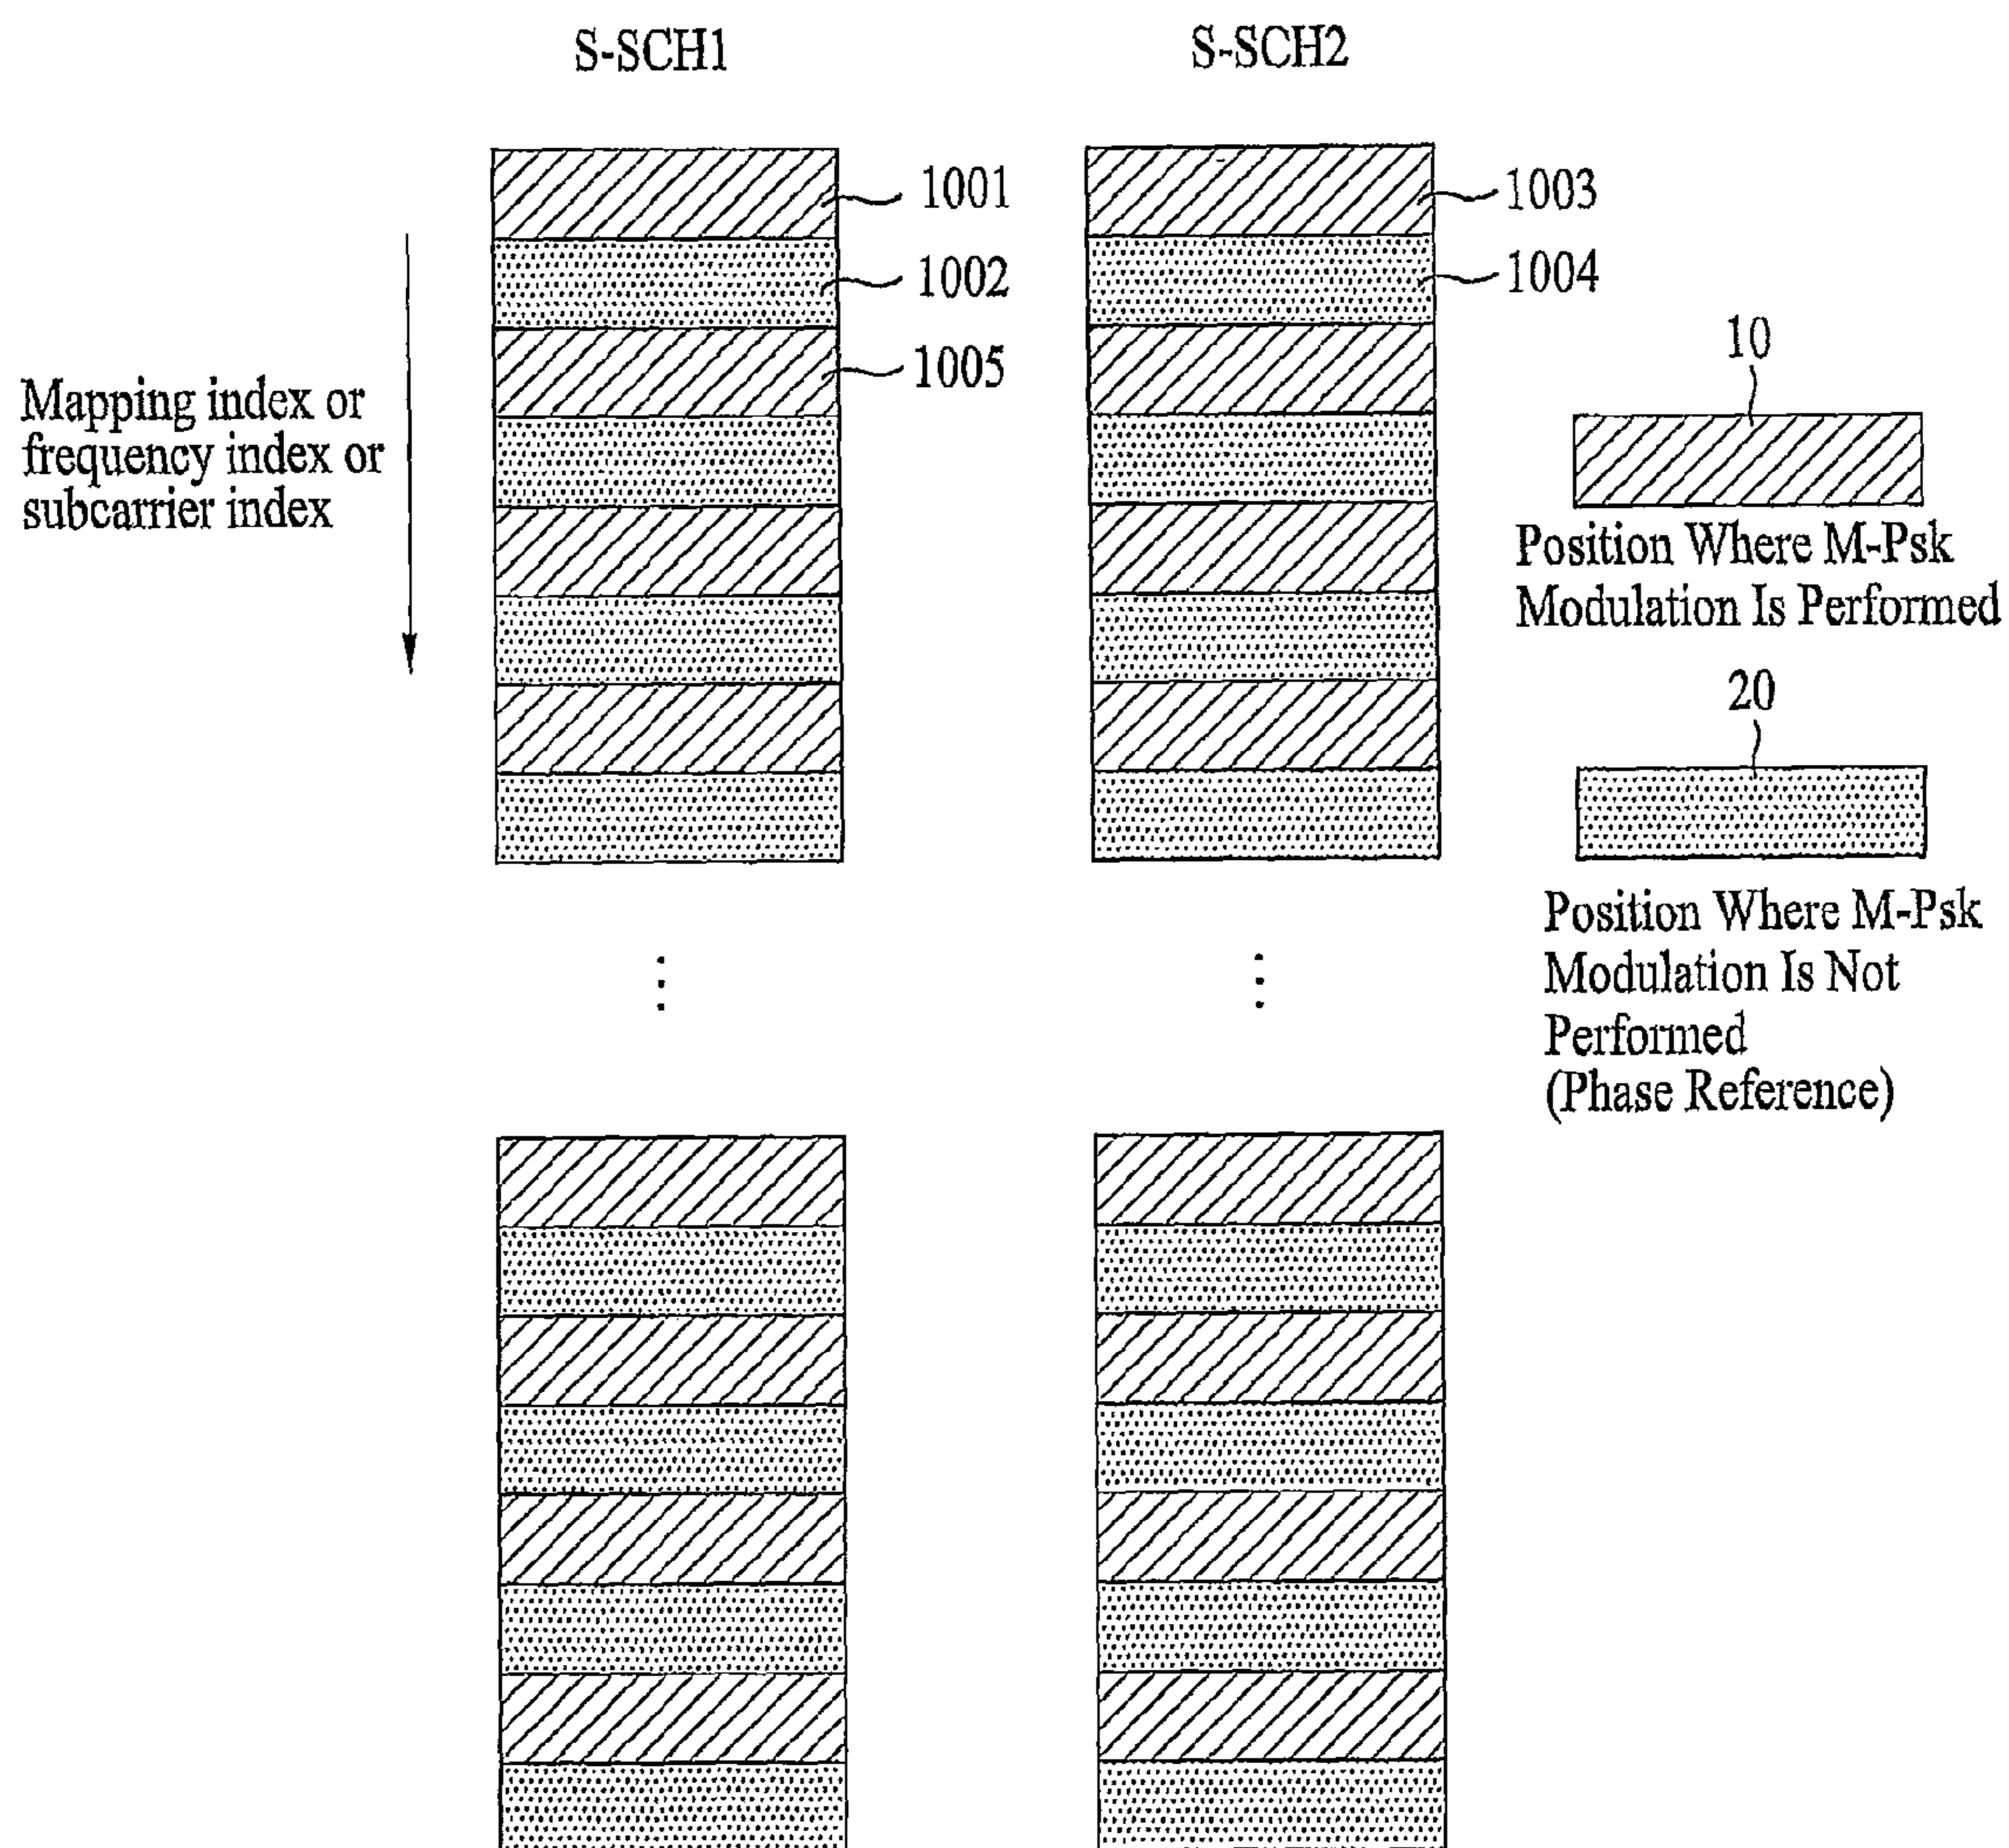 S-SCH1
S-SCH2
1001
1002
1005
1003
1004
Mapping index or
frequency index or
subcarrier index
10
Position Where M-Psk
Modulation Is Performed
20
Position Where M-Psk
Modulation Is Not
Performed
(Phase Reference)